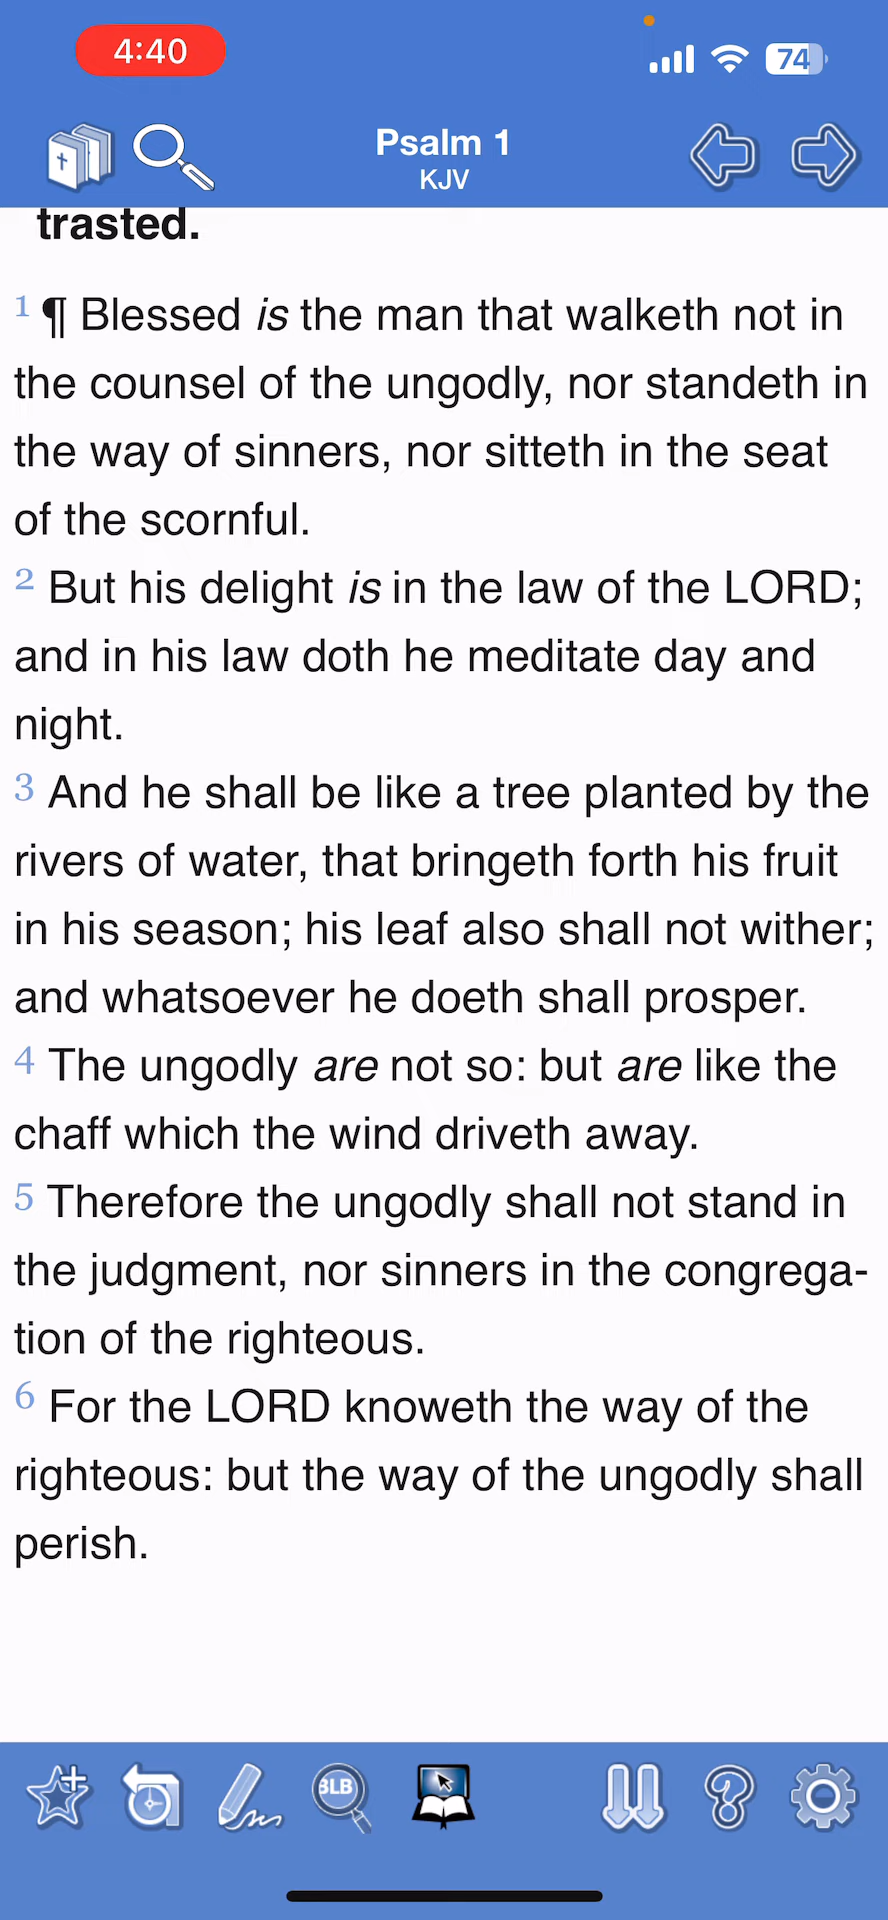 4:40
74
Psalm 1
KJV
trasted.
1 ¶ Blessed is the man that walketh not in
the counsel of the ungodly, nor standeth in
the way of sinners, nor sitteth in the seat
of the scornful.
2 But his delight is in the law of the LORD;
and in his law doth he meditate day and
night.
3 And he shall be like a tree planted by the
rivers of water, that bringeth forth his fruit
in his season; his leaf also shall not wither;
and whatsoever he doeth shall prosper.
4 The ungodly are not so: but are like the
chaff which the wind driveth away.
5 Therefore the ungodly shall not stand in
the judgment, nor sinners in the congrega-
tion of the righteous.
6 For the LORD knoweth the way of the
righteous: but the way of the ungodly shall
perish.
BLB